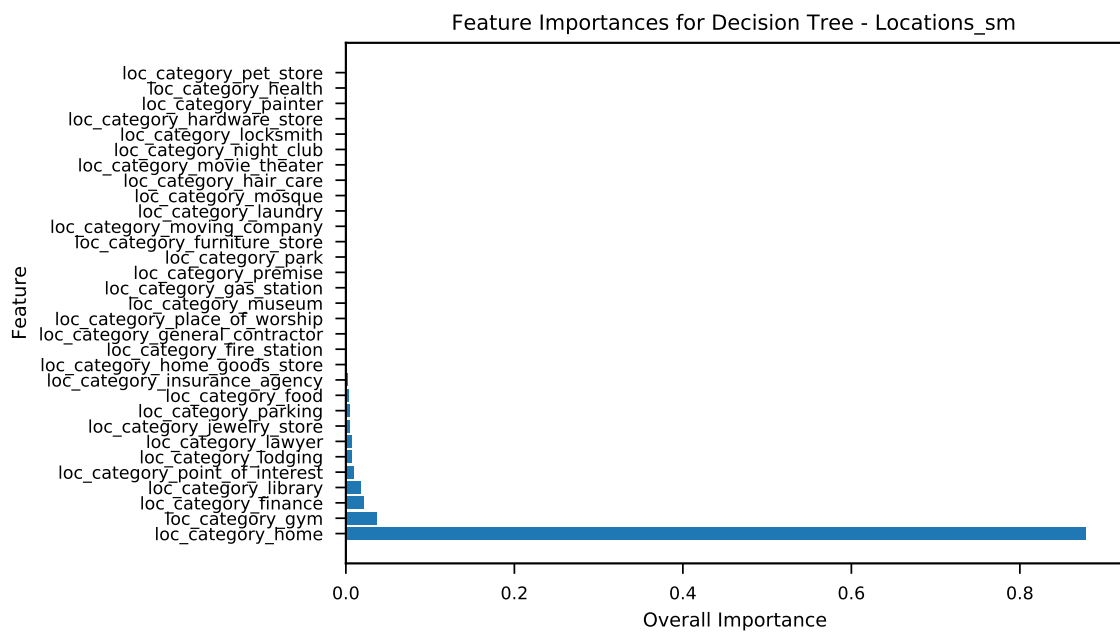 Feature Importances for Decision Tree - Locations_sm
loc_category_pet_store
loc_category_health
loc_category_painter
loc_category_hardware_store
loc_category_locksmith
loc_category_night_club
loc_category_movie_theater
loc_category_hair_care
loc_category_mosque
loc_category_laundry
loc_category_moving_company
loc_category_furniture_store
loc_category_park
loc_category_premise
loc_category_gas_station
loc_category_museum
loc_category_place_of_worship
loc_category_general_contractor
loc_category_fire_station
loc_category_home_goods_store
loc_category_insurance_agency
loc_category_food
loc_category_parking
loc_category_jewelry_store
loc_category_lawyer
loc_category_lodging
loc_category_point_of_interest
loc_category_library
loc_category_finance
loc_category_gym
loc_category_home
Feature
0.0 0.2 0.4 0.6 0.8
Overall Importance